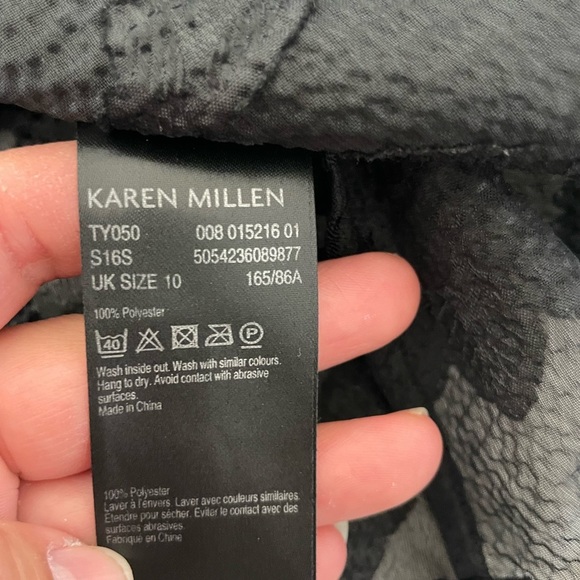 KAREN MILLEN
TY050 008 015216 01
S16S 5054236089877
UK SIZE 10 165/86A
100% Polyester
40 P
Wash inside out. Wash with similar colours.
Hang to dry. Avoid contact with abrasive
surfaces.
Made in China
100% Polyester
Laver à l'envers. Laver avec couleurs similaires.
Etendre pour sécher. Eviter le contact avec des
surfaces abrasives.
Fabriqué en Chine